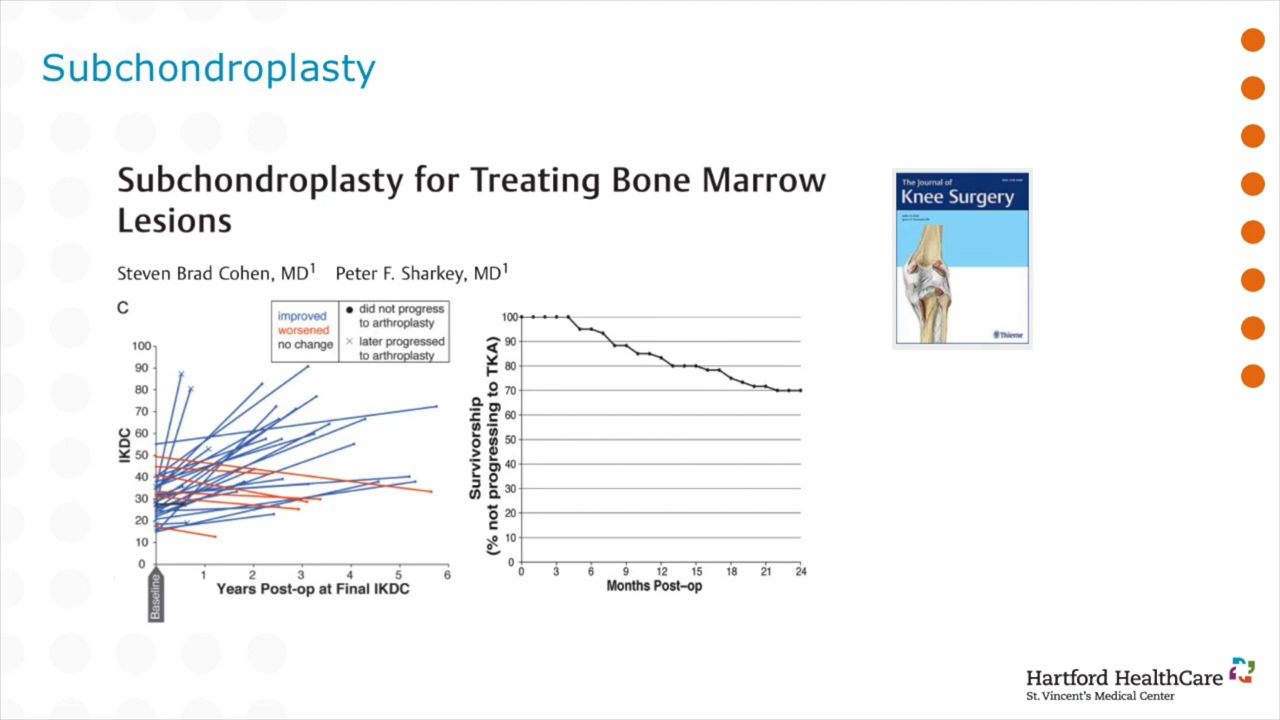 Subchondroplasty
Subchondroplasty for Treating Bone Marrow
Lesions
Steven Brad Cohen, MD1 Peter F. Sharkey, MD1
The Journal of
Knee Surgery
Thieme
C
improved
worsened
no change
did not progress
to arthroplasty
× later progressed
to arthroplasty
100
90
80
70
60
50
40
30
20
10
0
IKDC
Baseline
1 2 3 4 5 6
Years Post-op at Final IKDC
Survivorship
(% not progressing to TKA)
100
90
80
70
60
50
40
30
20
10
0
0 3 6 9 12 15 18 21 24
Months Post–op
Hartford HealthCare
St. Vincent's Medical Center